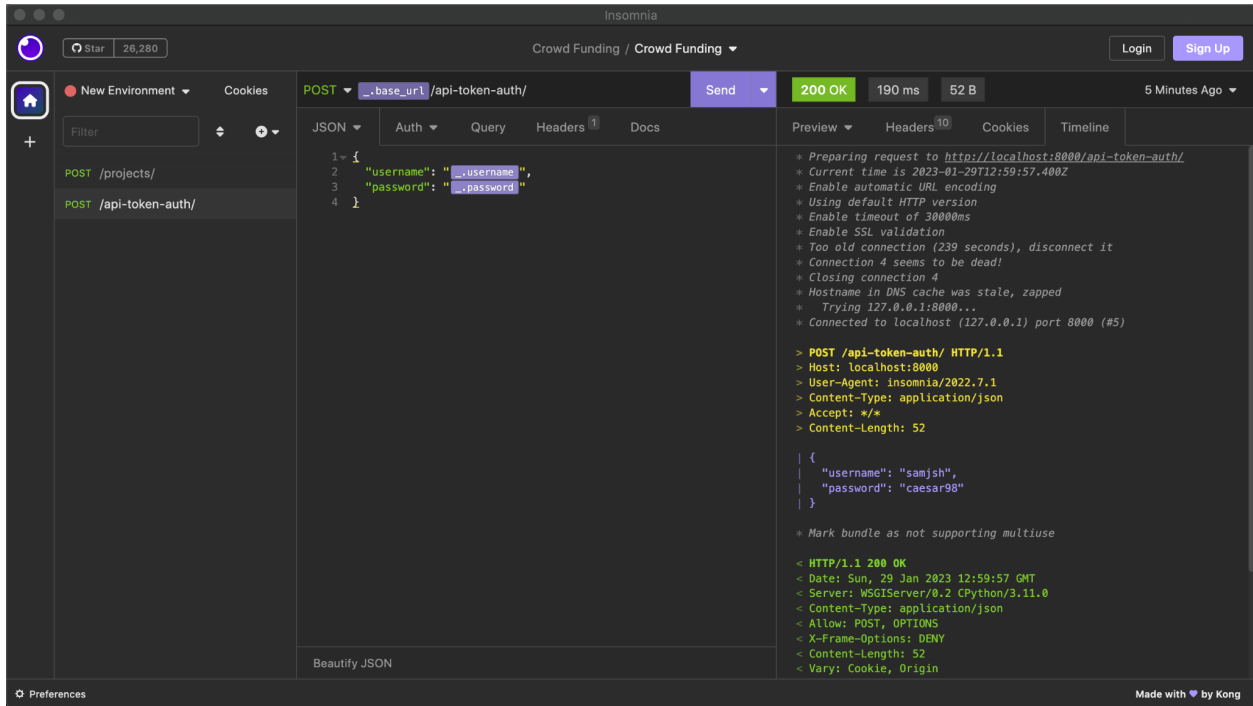 Insomnia
Star 26,280
Crowd Funding / Crowd Funding
Login
Sign Up
New Environment
Cookies
Filter
POST /projects/
POST /api-token-auth/
POST _.base_url /api-token-auth/
Send
JSON
Auth
Query
Headers 1
Docs
1 {
2 "username": " _.username ",
3 "password": " _.password "
4 }
Beautify JSON
200 OK
190 ms
52 B
5 Minutes Ago
Preview
Headers 10
Cookies
Timeline
* Preparing request to http://localhost:8000/api-token-auth/
* Current time is 2023-01-29T12:59:57.400Z
* Enable automatic URL encoding
* Using default HTTP version
* Enable timeout of 30000ms
* Enable SSL validation
* Too old connection (239 seconds), disconnect it
* Connection 4 seems to be dead!
* Closing connection 4
* Hostname in DNS cache was stale, zapped
*   Trying 127.0.0.1:8000...
* Connected to localhost (127.0.0.1) port 8000 (#5)
> POST /api-token-auth/ HTTP/1.1
> Host: localhost:8000
> User-Agent: insomnia/2022.7.1
> Content-Type: application/json
> Accept: */*
> Content-Length: 52
| {
|   "username": "samjsh",
|   "password": "caesar98"
| }
* Mark bundle as not supporting multiuse
< HTTP/1.1 200 OK
< Date: Sun, 29 Jan 2023 12:59:57 GMT
< Server: WSGIServer/0.2 CPython/3.11.0
< Content-Type: application/json
< Allow: POST, OPTIONS
< X-Frame-Options: DENY
< Content-Length: 52
< Vary: Cookie, Origin
Preferences
Made with 💜 by Kong